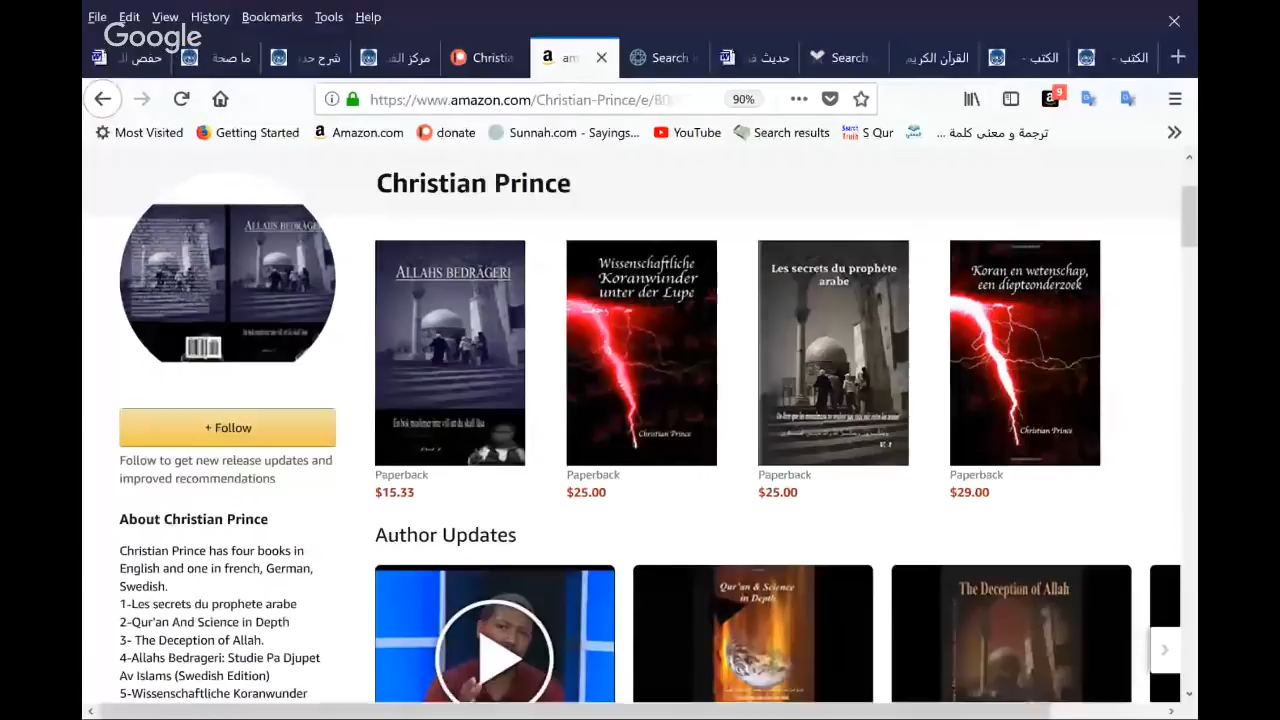 File Edit View History Bookmarks Tools Help
Google
حفص ال
ما صحة
شرح حد
مركز الف
Christia
am
Search
حديث ف
Search
القرآن الكريم
الكتب -
الكتب -
https://www.amazon.com/Christian-Prince/e/B0
90%
9
Most Visited Getting Started Amazon.com donate Sunnah.com - Sayings... YouTube Search results S Qur ترجمة و معنى كلمة ...
Christian Prince
ALLAHS BEDRÄGERI
ALLAHS BEDRÄGERI
Wissenschaftliche
Koranwunder
unter der Lupe
Christian Prince
Les secrets du prophète
arabe
V. 1
Koran en wetenschap,
een diepteonderzoek
Christian Prince
Paperback
$15.33
Paperback
$25.00
Paperback
$25.00
Paperback
$29.00
+ Follow
Follow to get new release updates and
improved recommendations
About Christian Prince
Christian Prince has four books in
English and one in french, German,
Swedish.
1-Les secrets du prophete arabe
2-Qur'an And Science in Depth
3- The Deception of Allah.
4-Allahs Bedrageri: Studie Pa Djupet
Av Islams (Swedish Edition)
5-Wissenschaftliche Koranwunder
Author Updates
Qur'an & Science
in Depth
The Deception of Allah